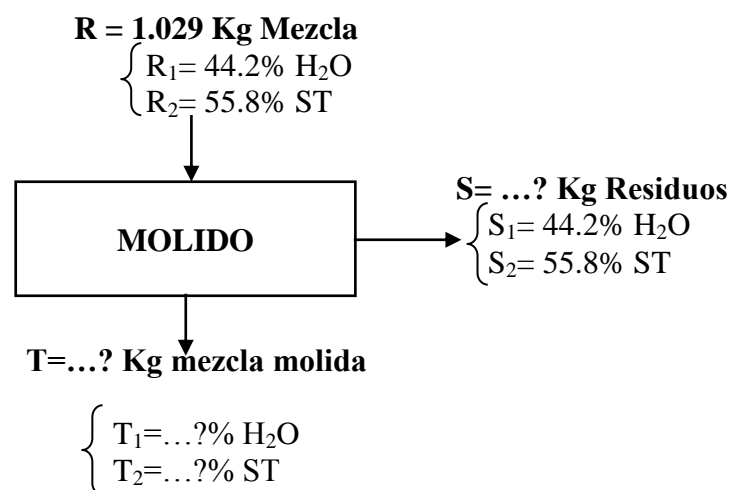 R = 1.029 Kg Mezcla
R₁= 44.2% H₂O
R₂= 55.8% ST
MOLIDO
S= …? Kg Residuos
S₁= 44.2% H₂O
S₂= 55.8% ST
T=…? Kg mezcla molida
T₁=…?% H₂O
T₂=…?% ST